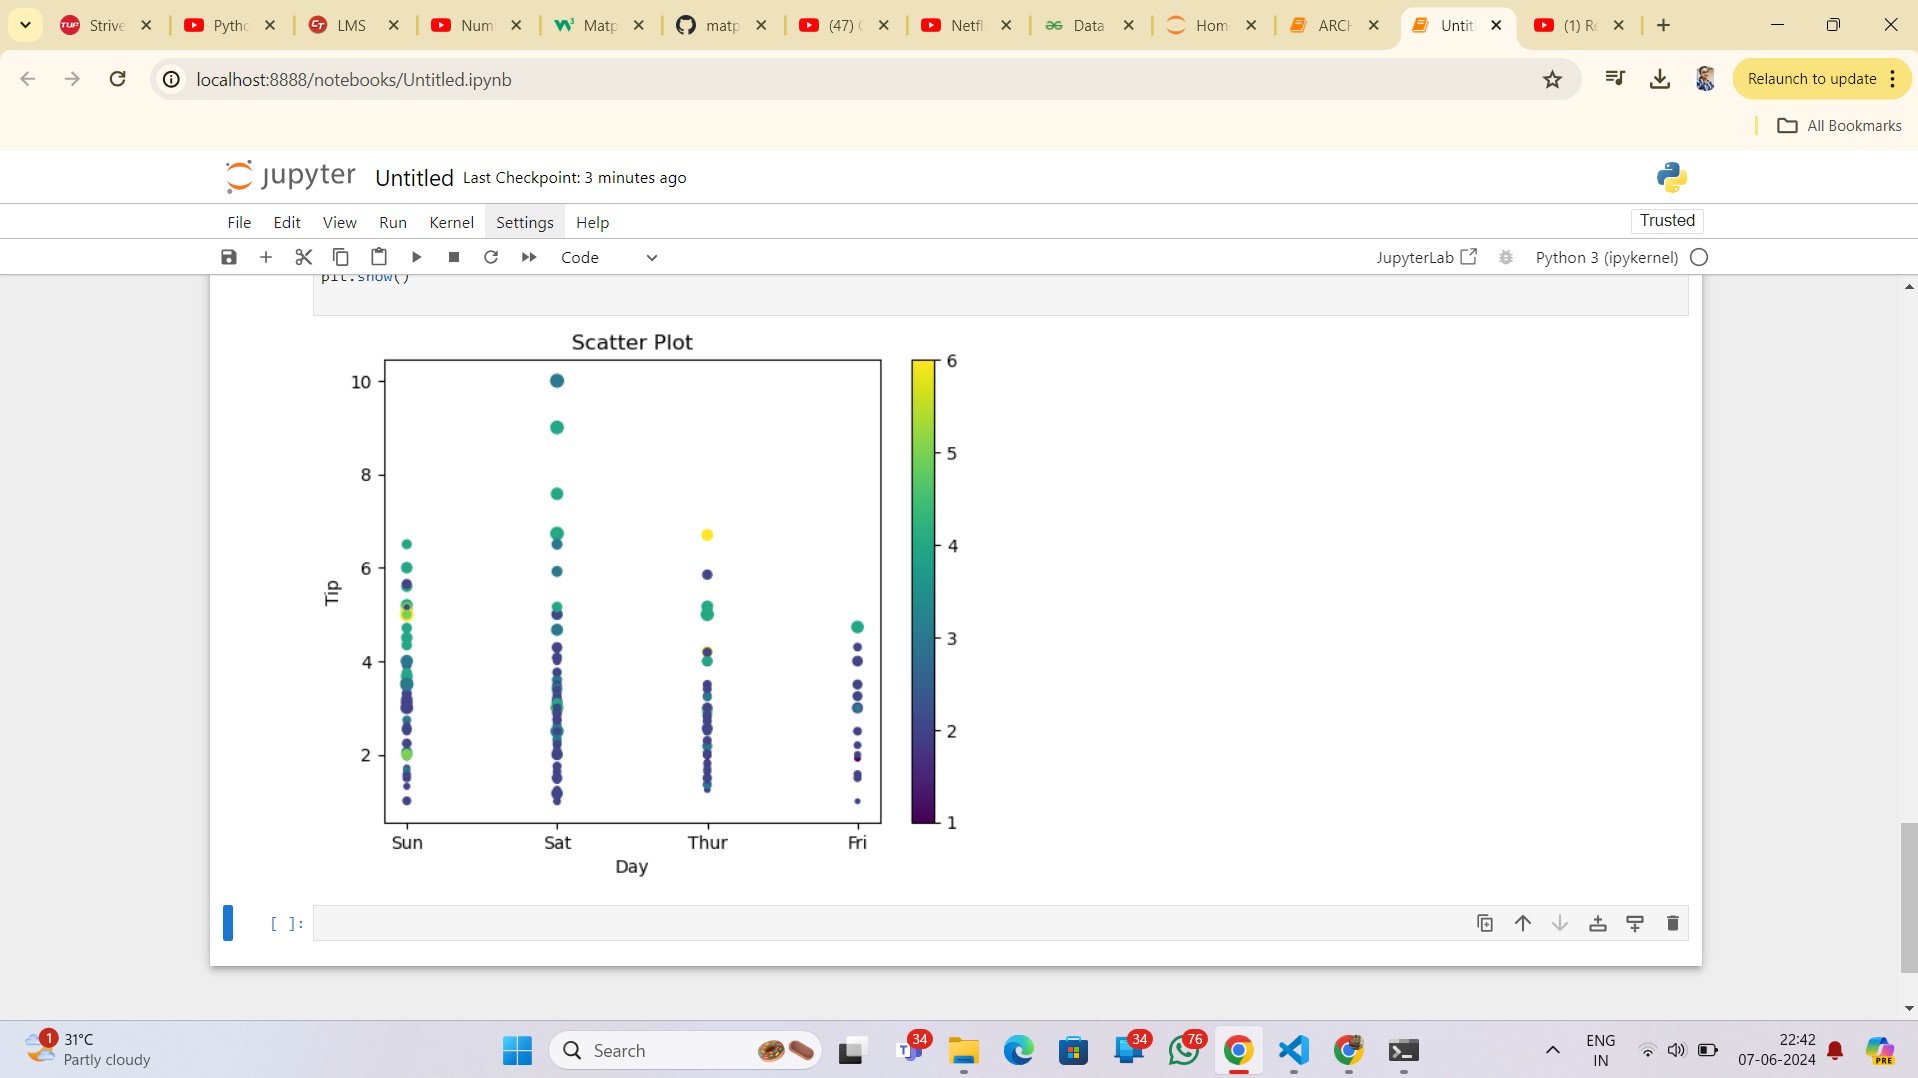 Strive
Pytho
LMS
Num
Matp
matp
(47) (
Netfl
Data
Hom
ARCH
Untit
(1) Re
localhost:8888/notebooks/Untitled.ipynb
Relaunch to update
All Bookmarks
jupyter Untitled Last Checkpoint: 3 minutes ago
File Edit View Run Kernel Settings Help
Trusted
Code
JupyterLab
Python 3 (ipykernel)
plt.show()
Scatter Plot
10
8
6
4
2
Tip
Sun Sat Thur Fri
Day
6
5
4
3
2
1
[ ]:
1
31°C
Partly cloudy
Search
34
34
76
ENG
IN
22:42
07-06-2024
PRE